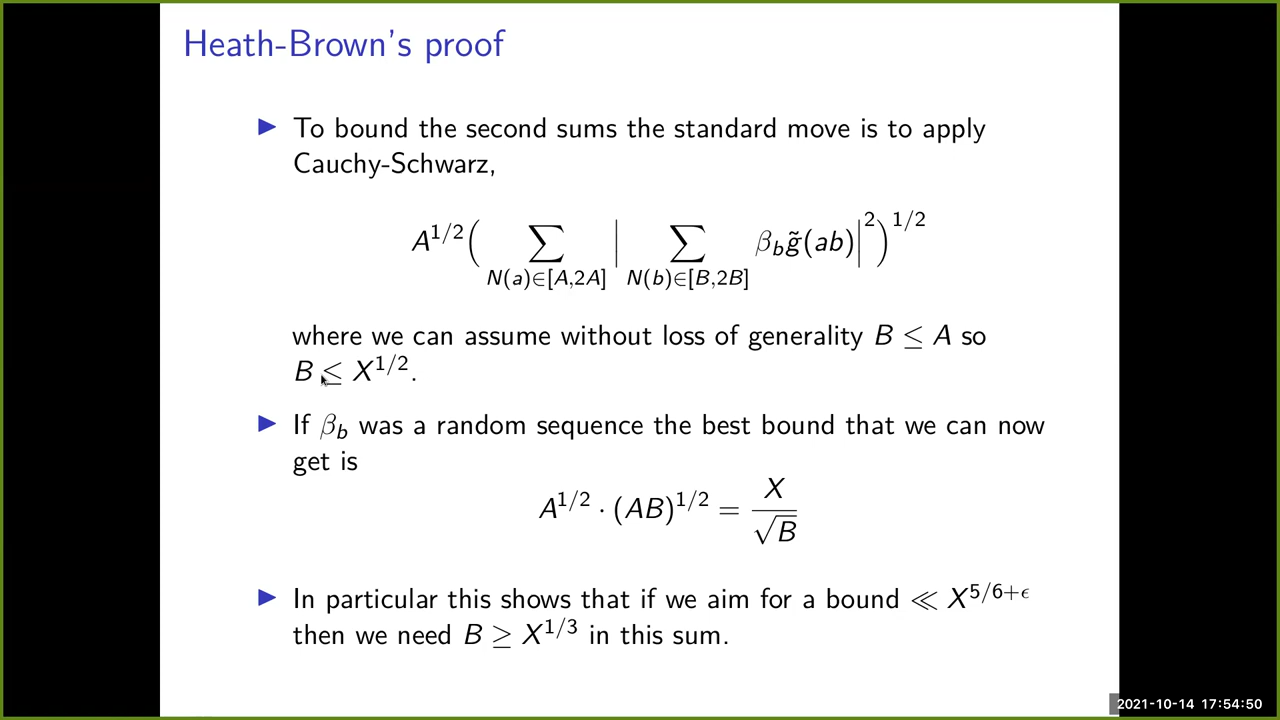 Heath-Brown's proof
▶ To bound the second sums the standard move is to apply
Cauchy-Schwarz,
A^{1/2}( ∑_{N(a)∈[A,2A]} | ∑_{N(b)∈[B,2B]} β_b g̃(ab)|^2 )^{1/2}
where we can assume without loss of generality B ≤ A so
B ≤ X^{1/2}.
▶ If β_b was a random sequence the best bound that we can now
get is
A^{1/2} · (AB)^{1/2} = X/√B
▶ In particular this shows that if we aim for a bound ≪ X^{5/6+ϵ}
then we need B ≥ X^{1/3} in this sum.
2021-10-14 17:54:50